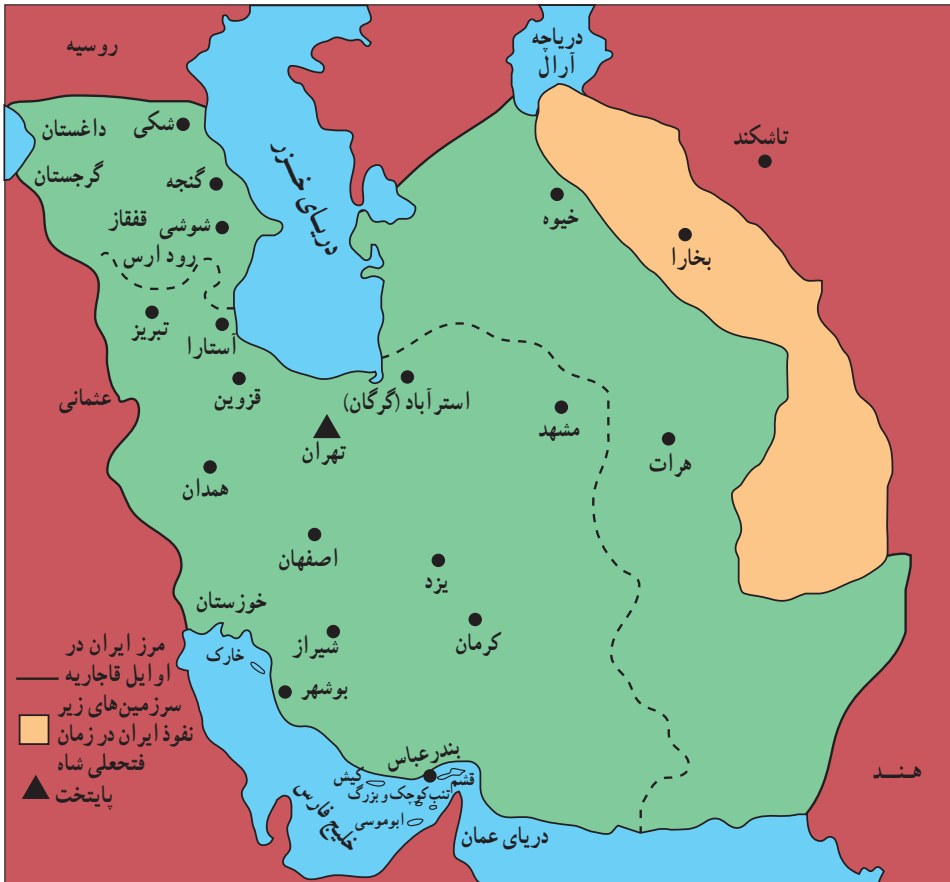 روسیه
دریاچه
آرال
داغستان
شکی
تاشکند
گرجستان
گنجه
دریای خزر
خیوه
قفقاز
شوشی
بخارا
رود ارس
تبریز
آستارا
عثمانی
قزوین
استرآباد (گرگان)
مشهد
تهران
هرات
همدان
اصفهان
یزد
خوزستان
شیراز
کرمان
خارک
بوشهر
بندرعباس
کیش
قشم
تنب‌کوچک و بزرگ
ابوموسی
خلیج فارس
دریای عمان
هـنـد
مرز ایران در
اوایل قاجاریه
سرزمین‌های زیر
نفوذ ایران در زمان
فتحعلی شاه
پایتخت